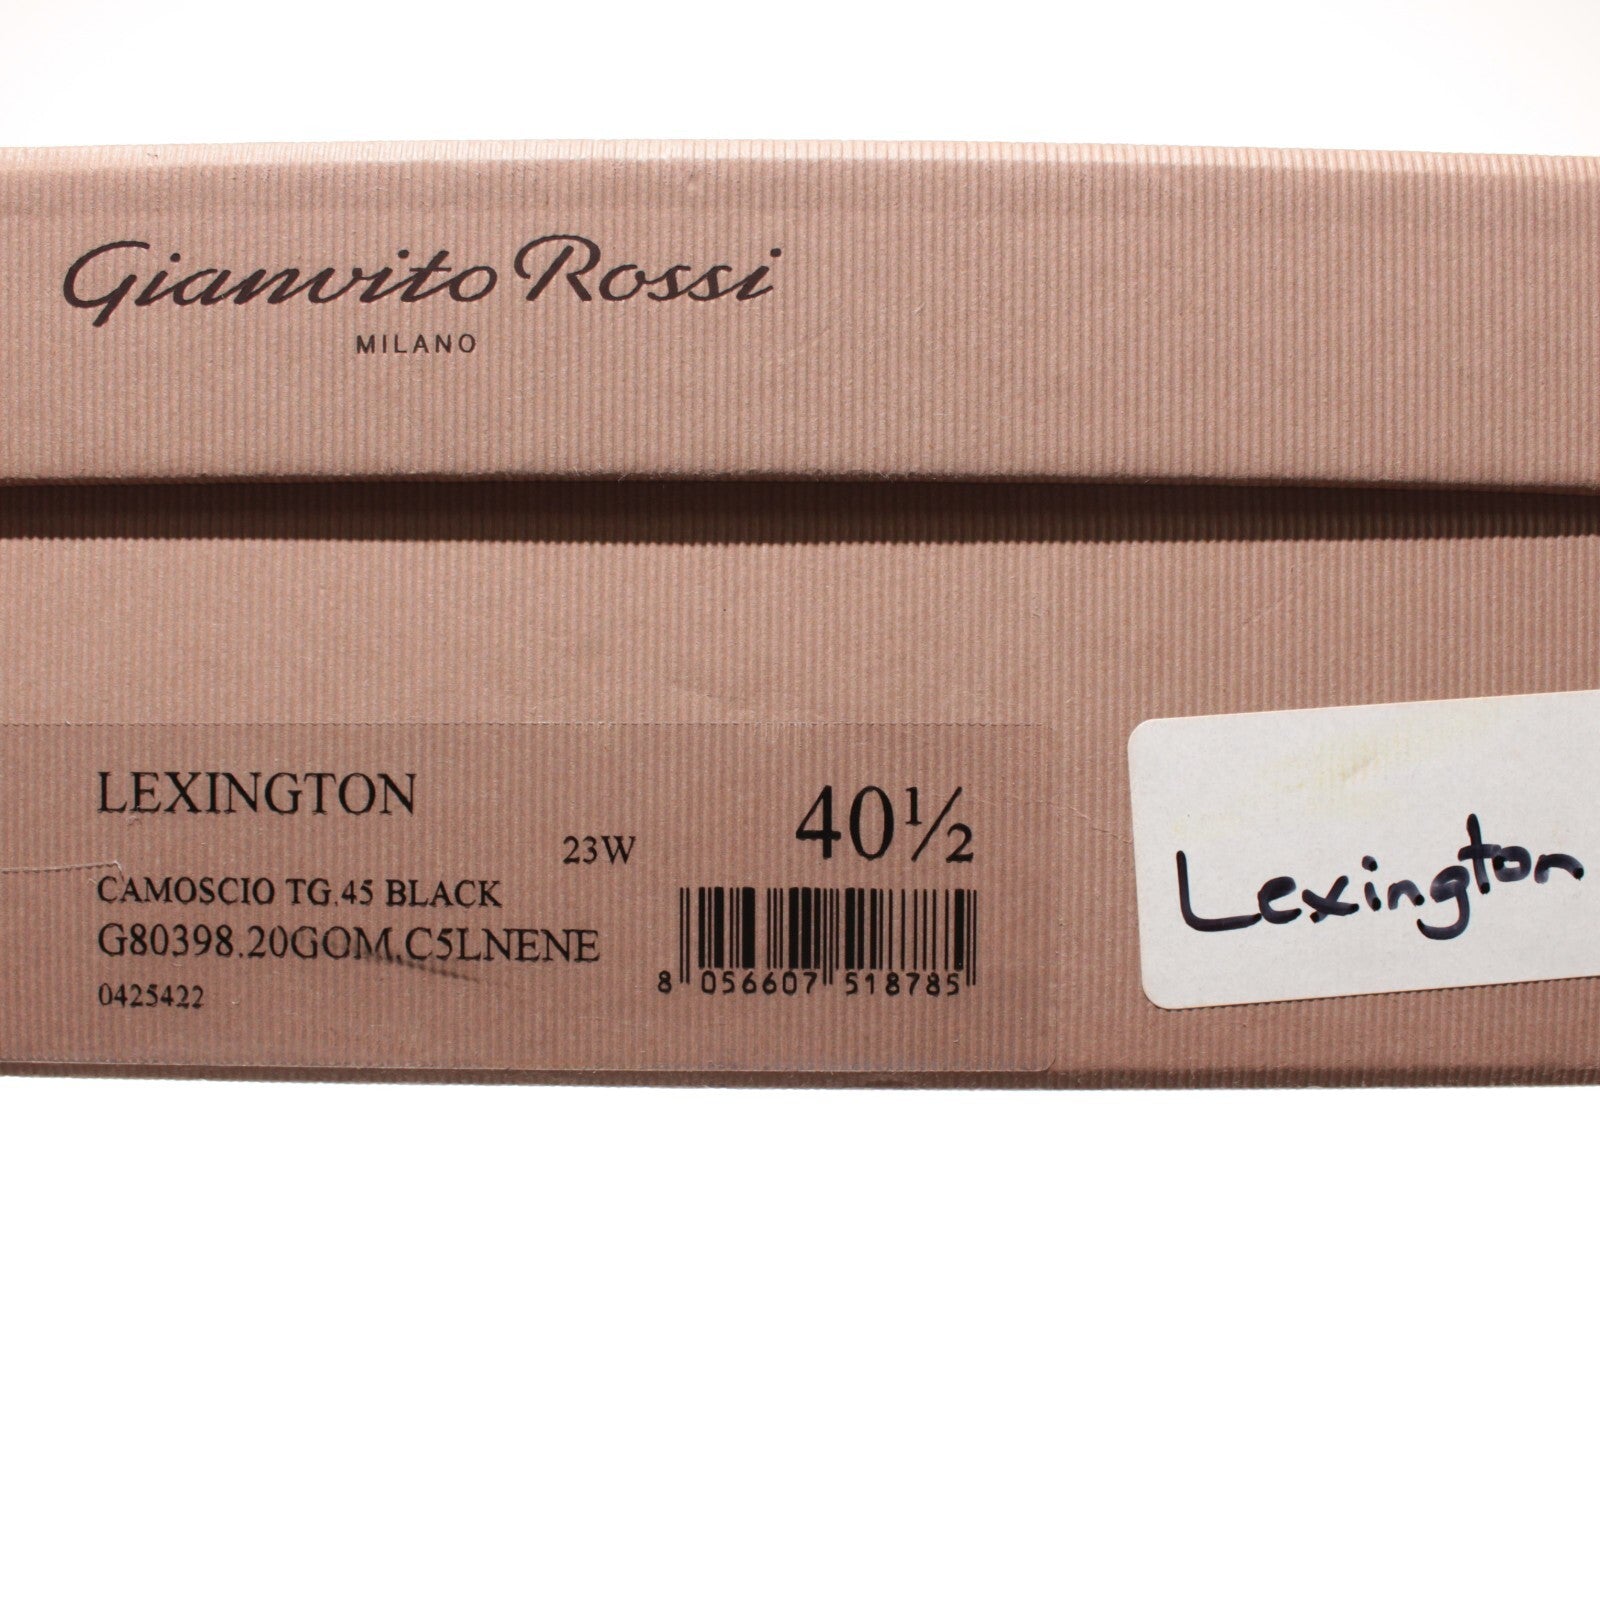 Gianvito Rossi
MILANO
LEXINGTON
23W
40½
CAMOSCIO TG.45 BLACK
G80398.20GOM.C5LNENE
0425422
8 056607 518785
Lexington